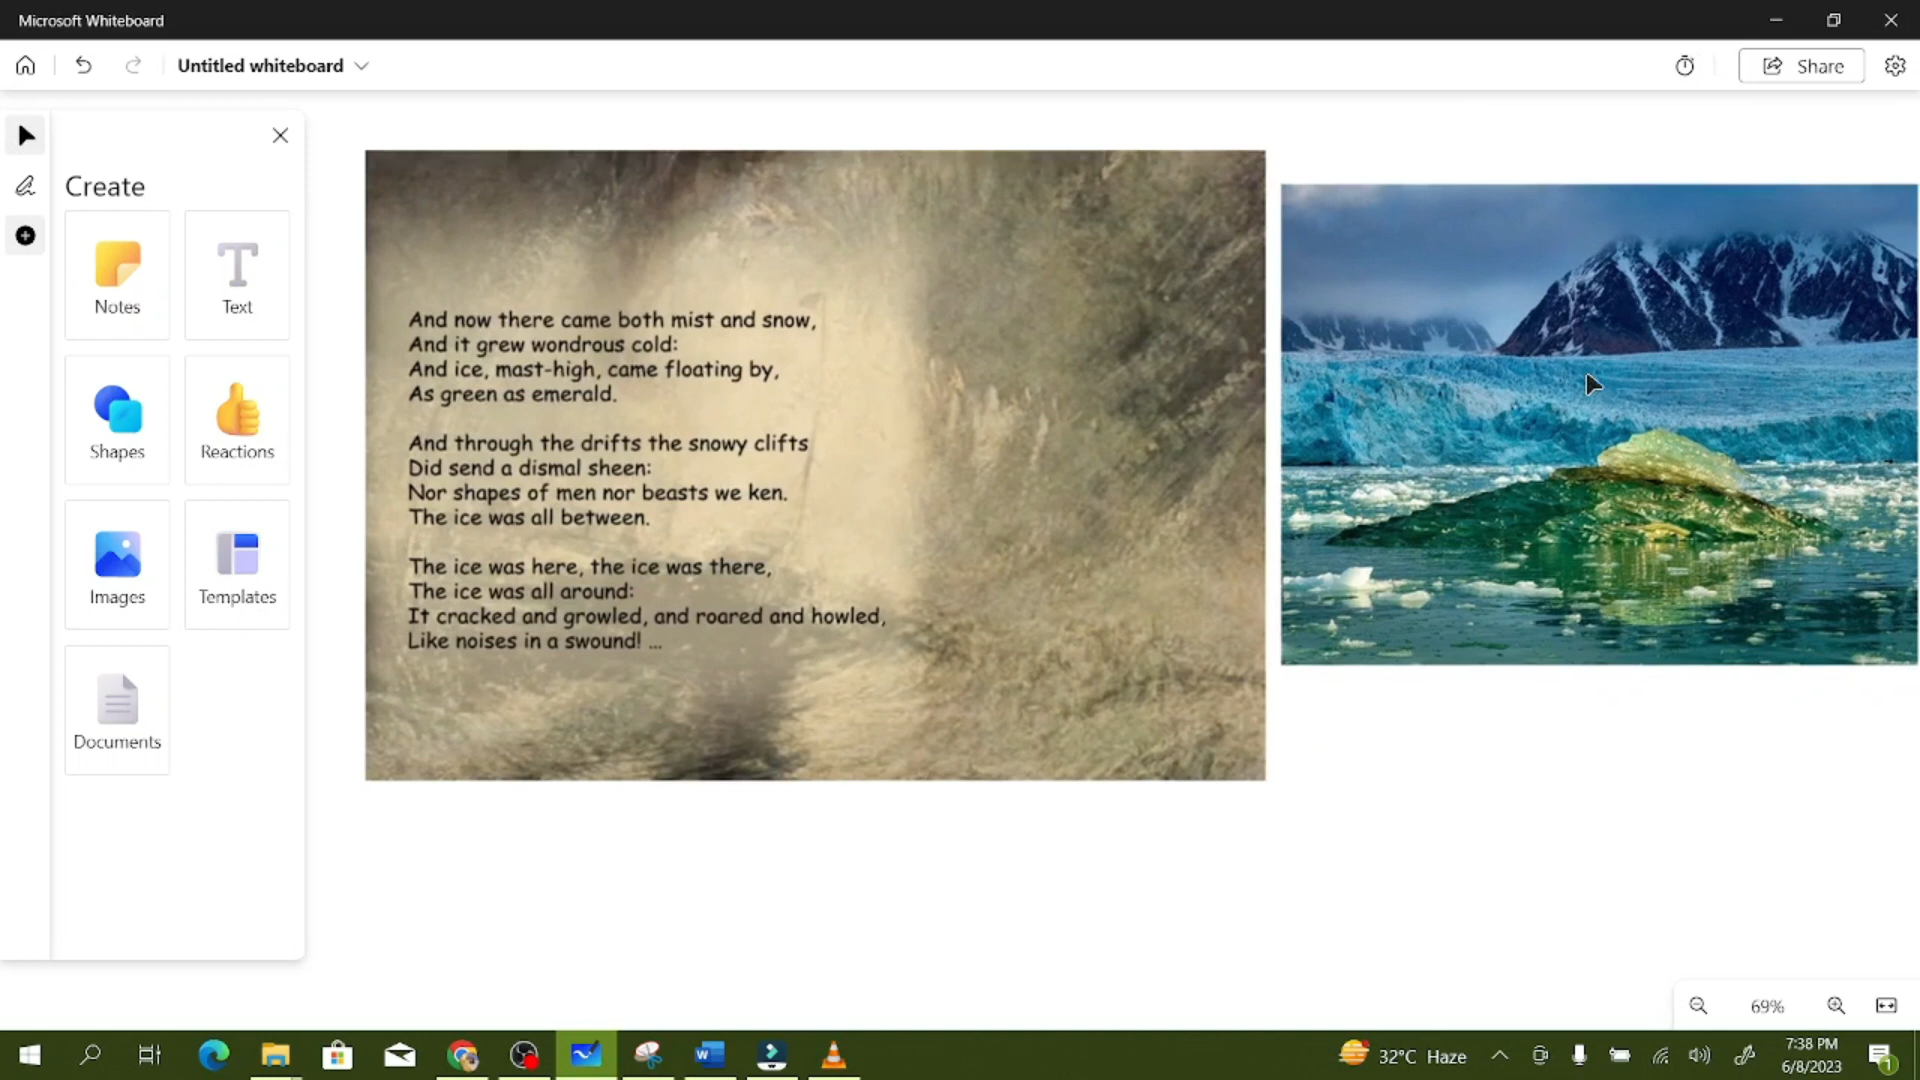 Microsoft Whiteboard
Untitled whiteboard
Share
Create
Notes
Text
Shapes
Reactions
Images
Templates
Documents
And now there came both mist and snow,
And it grew wondrous cold:
And ice, mast-high, came floating by,
As green as emerald.
And through the drifts the snowy clifts
Did send a dismal sheen:
Nor shapes of men nor beasts we ken.
The ice was all between.
The ice was here, the ice was there,
The ice was all around:
It cracked and growled, and roared and howled,
Like noises in a swound! ...
69%
32°C Haze
7:38 PM
6/8/2023
1